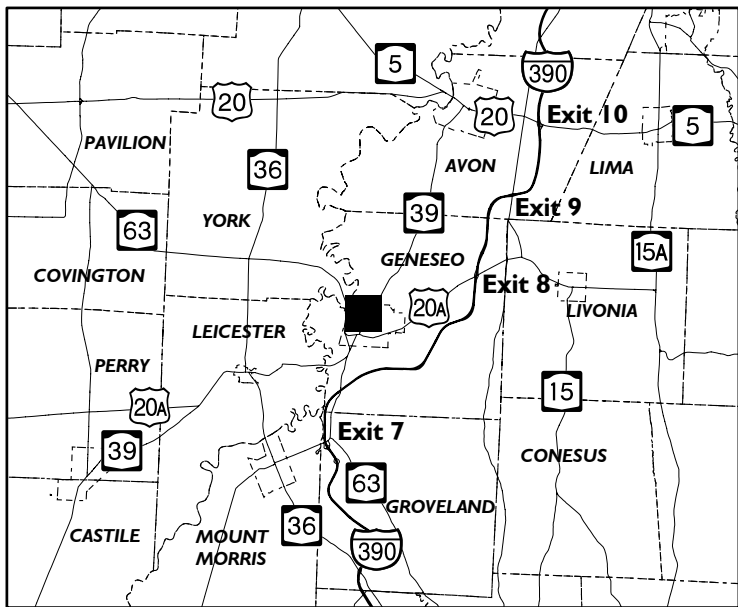 5
390
20
20
Exit 10
5
PAVILION
36
AVON
LIMA
39
Exit 9
63
YORK
15A
GENESEO
COVINGTON
Exit 8
20A
LIVONIA
LEICESTER
PERRY
15
20A
Exit 7
39
CONESUS
63
GROVELAND
CASTILE
MOUNT
MORRIS
36
390